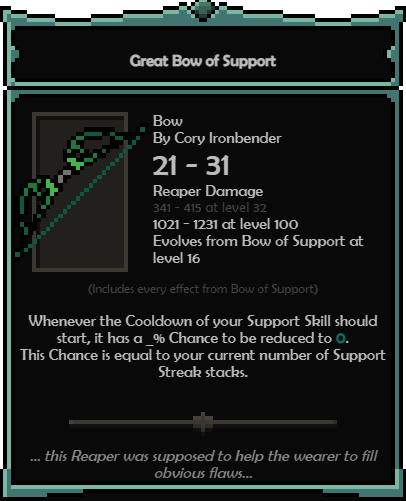 Great Bow of Support
Bow
By Cory Ironbender
21 - 31
Reaper Damage
341 - 415 at level 32
1021 - 1231 at level 100
Evolves from Bow of Support at
level 16
(Includes every effect from Bow of Support)
Whenever the Cooldown of your Support Skill should
start, it has a _% Chance to be reduced to 0.
This Chance is equal to your current number of Support
Streak stacks.
... this Reaper was supposed to help the wearer to fill
obvious flaws...